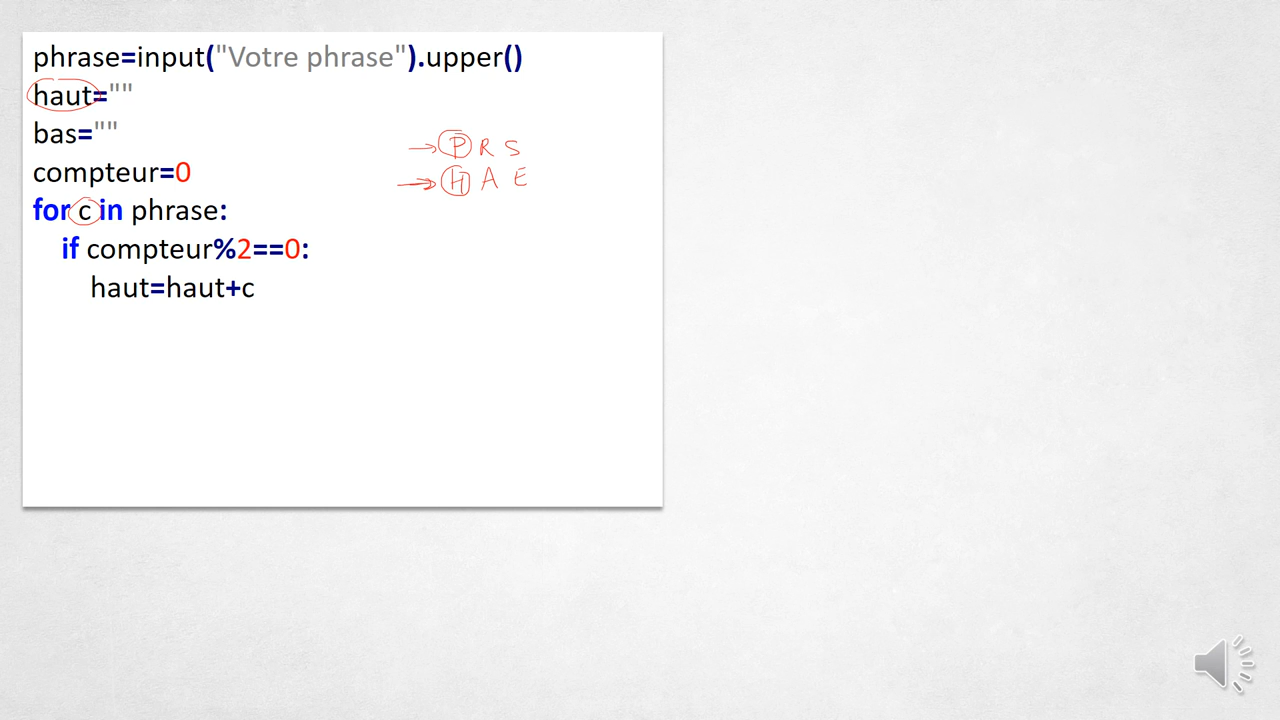 phrase=input("Votre phrase").upper()
haut=""
bas=""
compteur=0
for c in phrase:
    if compteur%2==0:
        haut=haut+c
→ P R S
→ H A E